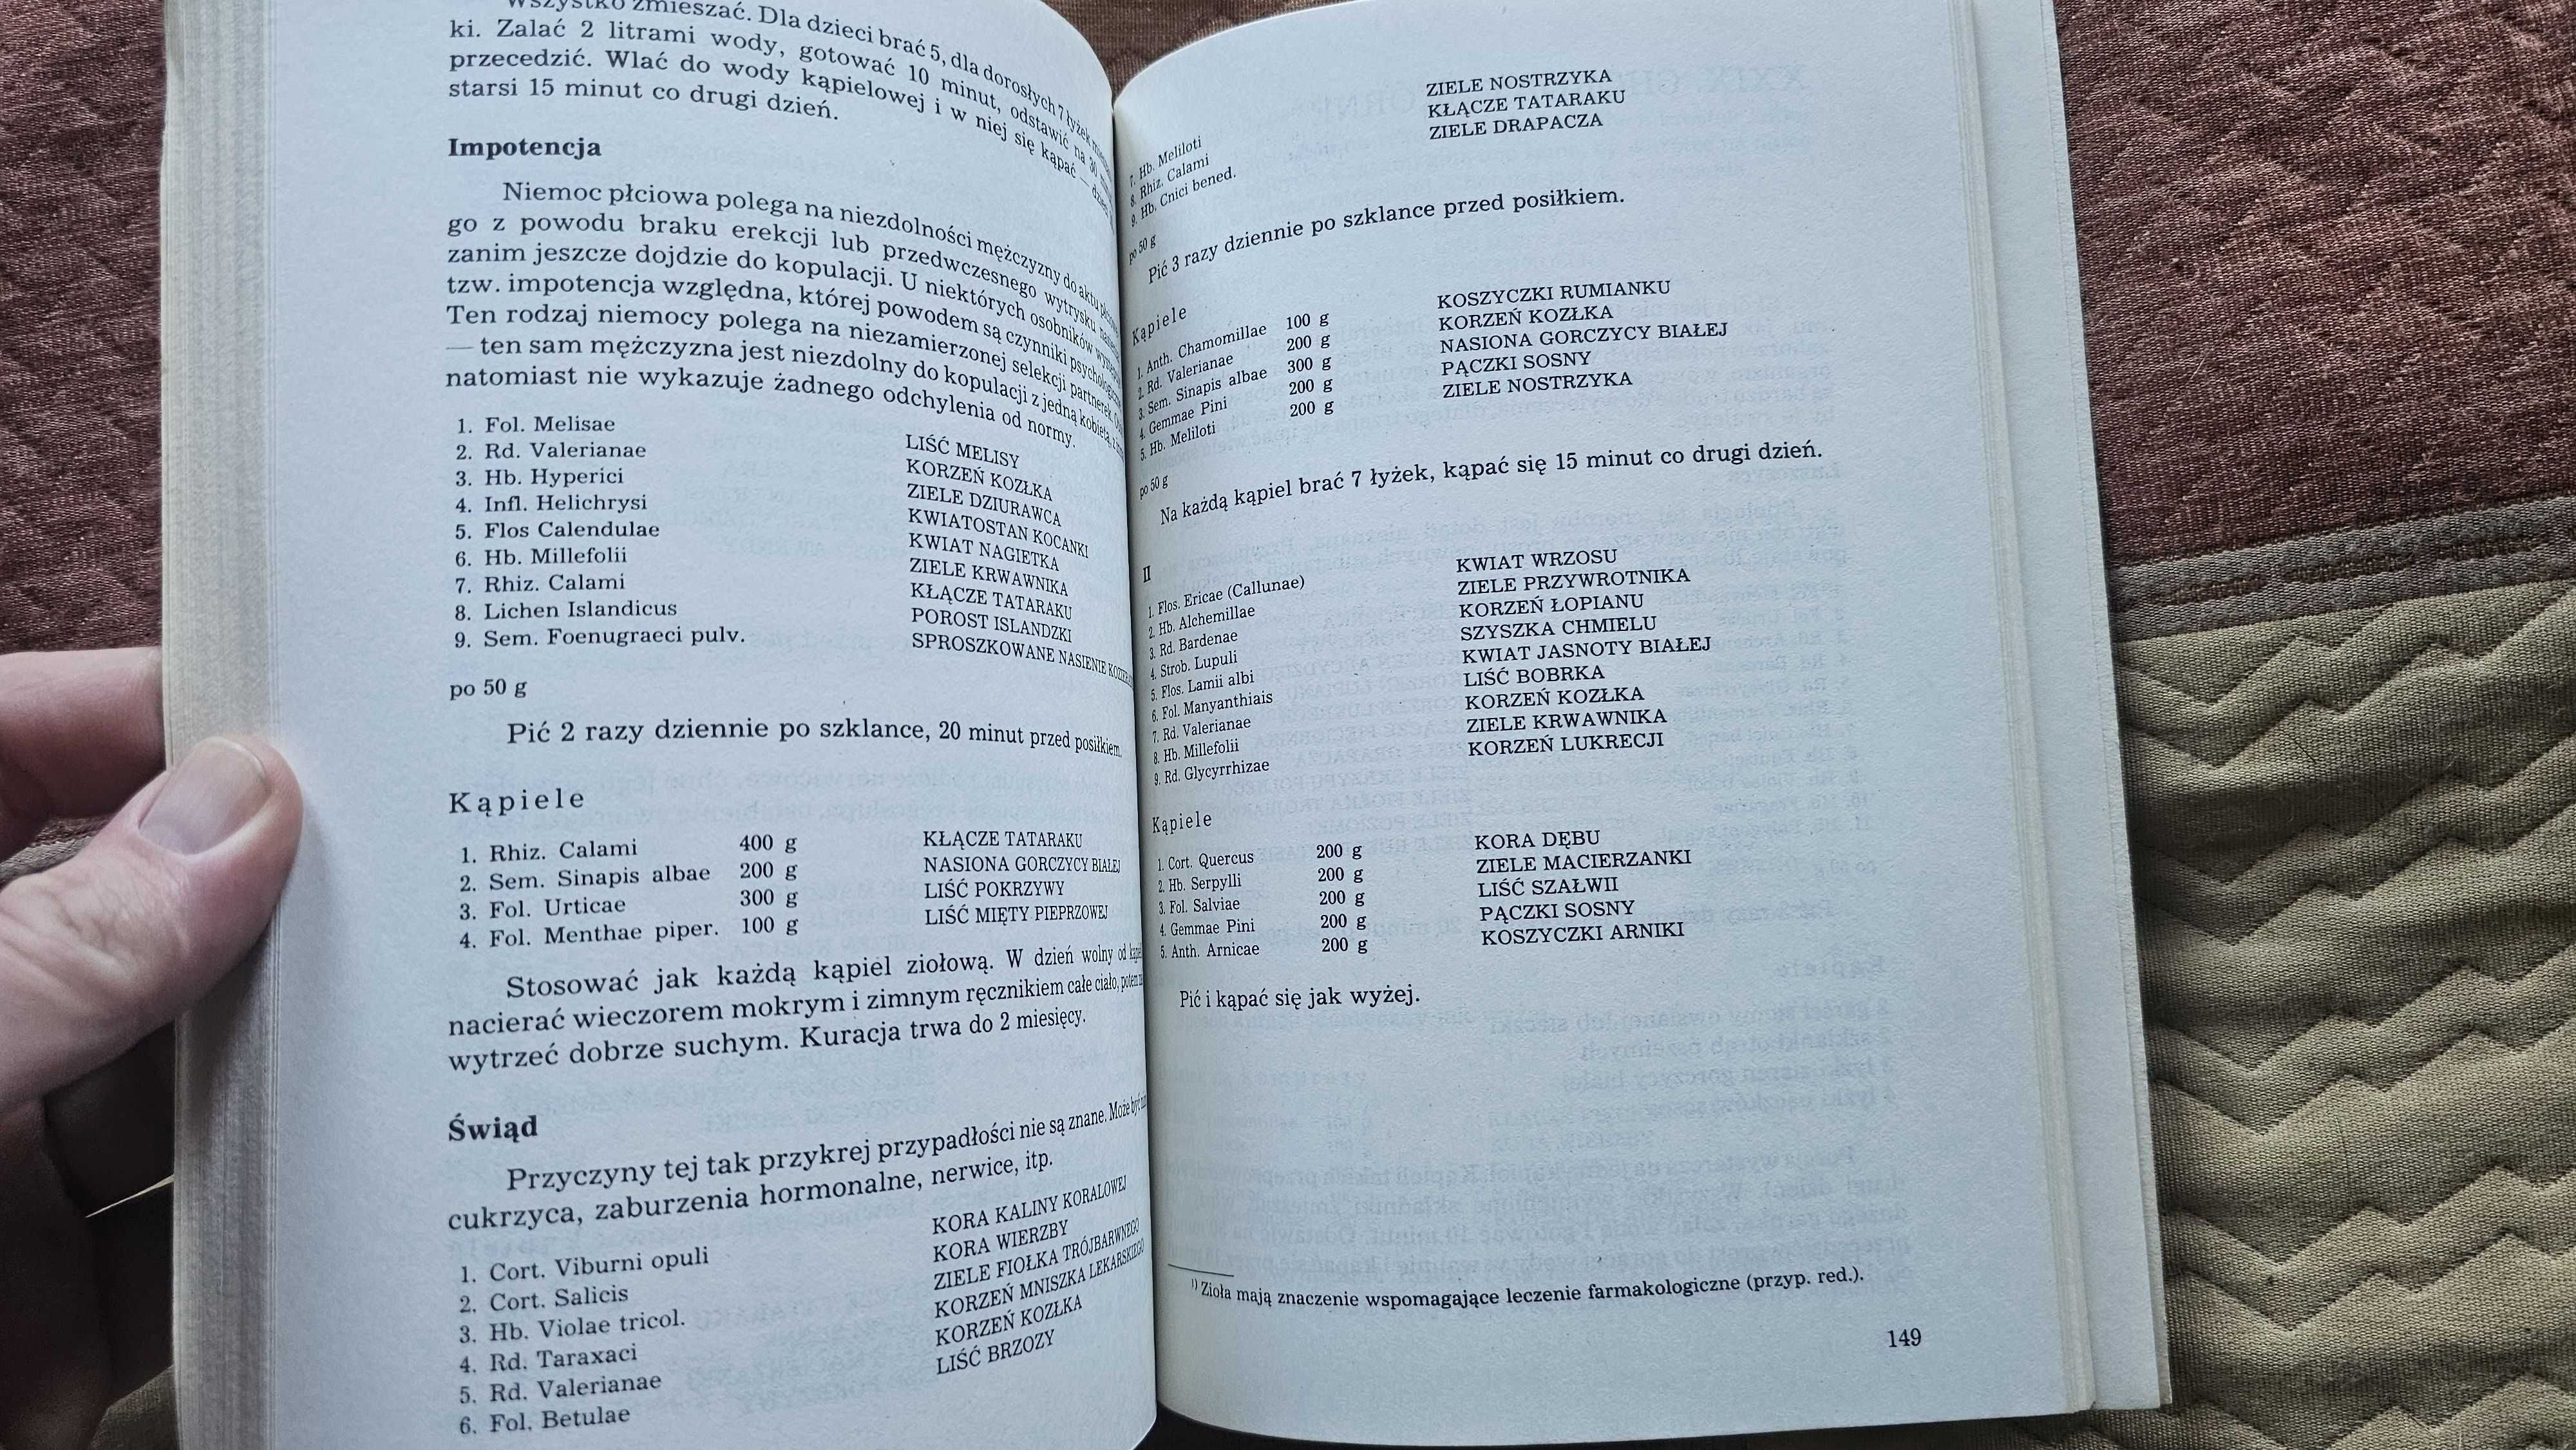 Wszystko zmieszać. Dla dzieci brać 5, dla dorosłych 7 łyżek
ki. Zalać 2 litrami wody, gotować 10 minut, odstawić na 30
przecedzić. Wlać do wody kąpielowej i w niej się kąpać —
starsi 15 minut co drugi dzień.
Impotencja
Niemoc płciowa polega na niezdolności mężczyzny do aktu
go z powodu braku erekcji lub przedwczesnego wytrysku
zanim jeszcze dojdzie do kopulacji. U niektórych osobników
tzw. impotencja względna, której powodem są czynniki
Ten rodzaj niemocy polega na niezamierzonej selekcji partnerek.
— ten sam mężczyzna jest niezdolny do kopulacji z jedną kobietą,
natomiast nie wykazuje żadnego odchylenia od normy.
1. Fol. Melisae LIŚĆ MELISY
2. Rd. Valerianae KORZEŃ KOZŁKA
3. Hb. Hyperici ZIELE DZIURAWCA
4. Infl. Helichrysi KWIATOSTAN KOCANKI
5. Flos Calendulae KWIAT NAGIETKA
6. Hb. Millefolii ZIELE KRWAWNIKA
7. Rhiz. Calami KŁĄCZE TATARAKU
8. Lichen Islandicus POROST ISLANDZKI
9. Sem. Foenugraeci pulv. SPROSZKOWANE NASIENIE
po 50 g
Pić 2 razy dziennie po szklance, 20 minut przed posiłkiem.
Kąpiele
1. Rhiz. Calami 400 g KŁĄCZE TATARAKU
2. Sem. Sinapis albae 200 g NASIONA GORCZYCY BIAŁEJ
3. Fol. Urticae 300 g LIŚĆ POKRZYWY
4. Fol. Menthae piper. 100 g LIŚĆ MIĘTY PIEPRZOWEJ
Stosować jak każdą kąpiel ziołową. W dzień wolny od
nacierać wieczorem mokrym i zimnym ręcznikiem całe ciało, potem
wytrzeć dobrze suchym. Kuracja trwa do 2 miesięcy.
Świąd
Przyczyny tej tak przykrej przypadłości nie są znane. Może być
cukrzyca, zaburzenia hormonalne, nerwice, itp.
1. Cort. Viburni opuli KORA KALINY KORALOWEJ
2. Cort. Salicis KORA WIERZBY
3. Hb. Violae tricol. ZIELE FIOŁKA TRÓJBARWNEGO
4. Rd. Taraxaci KORZEŃ MNISZKA LEKARSKIEGO
5. Rd. Valerianae KORZEŃ KOZŁKA
6. Fol. Betulae LIŚĆ BRZOZY
7. Hb. Meliloti ZIELE NOSTRZYKA
8. Rhiz. Calami KŁĄCZE TATARAKU
9. Hb. Cnici bened. ZIELE DRAPACZA
po 50 g
Pić 3 razy dziennie po szklance przed posiłkiem.
Kąpiele
1. Anth. Chamomillae 100 g KOSZYCZKI RUMIANKU
2. Rd. Valerianae 200 g KORZEŃ KOZŁKA
3. Sem. Sinapis albae 300 g NASIONA GORCZYCY BIAŁEJ
4. Gemmae Pini 200 g PĄCZKI SOSNY
5. Hb. Meliloti 200 g ZIELE NOSTRZYKA
po 50 g
Na każdą kąpiel brać 7 łyżek, kąpać się 15 minut co drugi dzień.
II
1. Flos. Ericae (Callunae) KWIAT WRZOSU
2. Hb. Alchemillae ZIELE PRZYWROTNIKA
3. Rd. Bardenae KORZEŃ ŁOPIANU
4. Strob. Lupuli SZYSZKA CHMIELU
5. Flos. Lamii albi KWIAT JASNOTY BIAŁEJ
6. Fol. Manyanthiais LIŚĆ BOBRKA
7. Rd. Valerianae KORZEŃ KOZŁKA
8. Hb. Millefolii ZIELE KRWAWNIKA
9. Rd. Glycyrrhizae KORZEŃ LUKRECJI
Kąpiele
1. Cort. Quercus 200 g KORA DĘBU
2. Hb. Serpylli 200 g ZIELE MACIERZANKI
3. Fol. Salviae 200 g LIŚĆ SZAŁWII
4. Gemmae Pini 200 g PĄCZKI SOSNY
5. Anth. Arnicae 200 g KOSZYCZKI ARNIKI
Pić i kąpać się jak wyżej.
¹) Zioła mają znaczenie wspomagające leczenie farmakologiczne (przyp. red.).
149